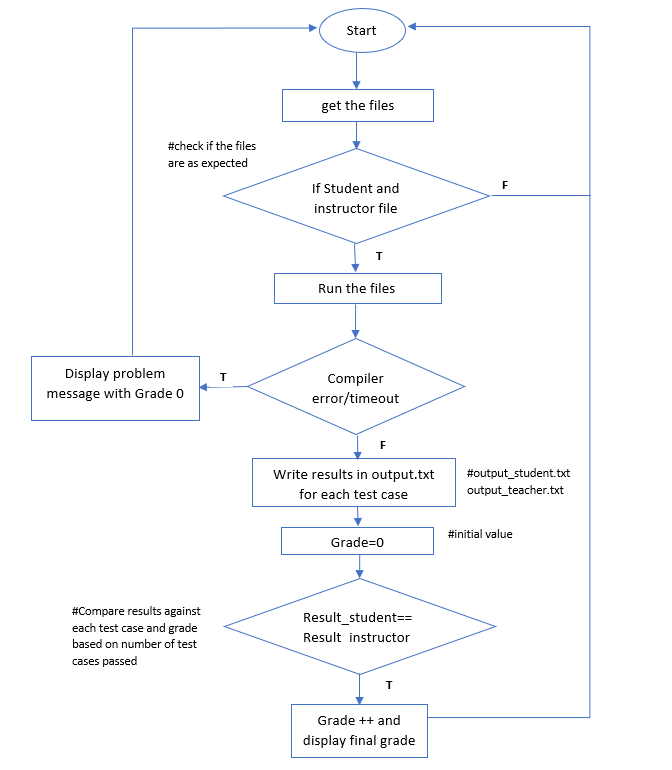 Start
get the files
#check if the files
are as expected
If Student and
instructor file
F
T
Run the files
Compiler
error/timeout
T
Display problem
message with Grade 0
F
Write results in output.txt
for each test case
#output_student.txt
output_teacher.txt
Grade=0
#initial value
#Compare results against
each test case and grade
based on number of test
cases passed
Result_student==
Result instructor
T
Grade ++ and
display final grade